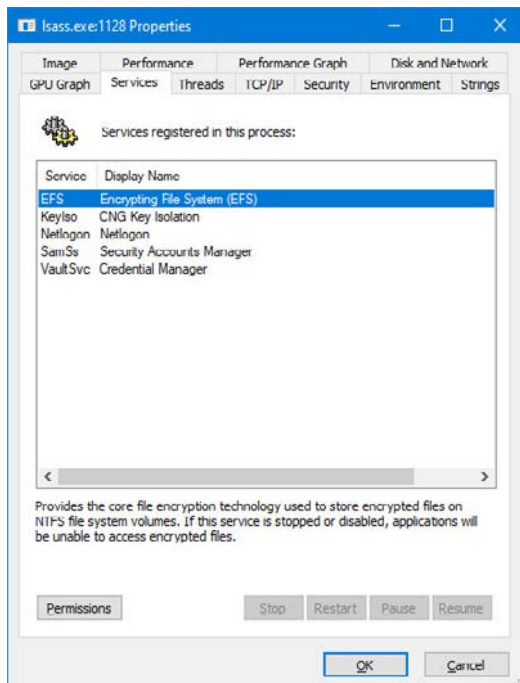 lsass.exe:1128 Properties
Image Performance Performance Graph Disk and Network
GPU Graph Services Threads TCP/IP Security Environment Strings
Services registered in this process:
Service Display Name
EFS Encrypting File System (EFS)
KeyIso CNG Key Isolation
Netlogon Netlogon
SamSs Security Accounts Manager
VaultSvc Credential Manager
Provides the core file encryption technology used to store encrypted files on
NTFS file system volumes. If this service is stopped or disabled, applications will
be unable to access encrypted files.
Permissions Stop Restart Pause Resume
OK Cancel